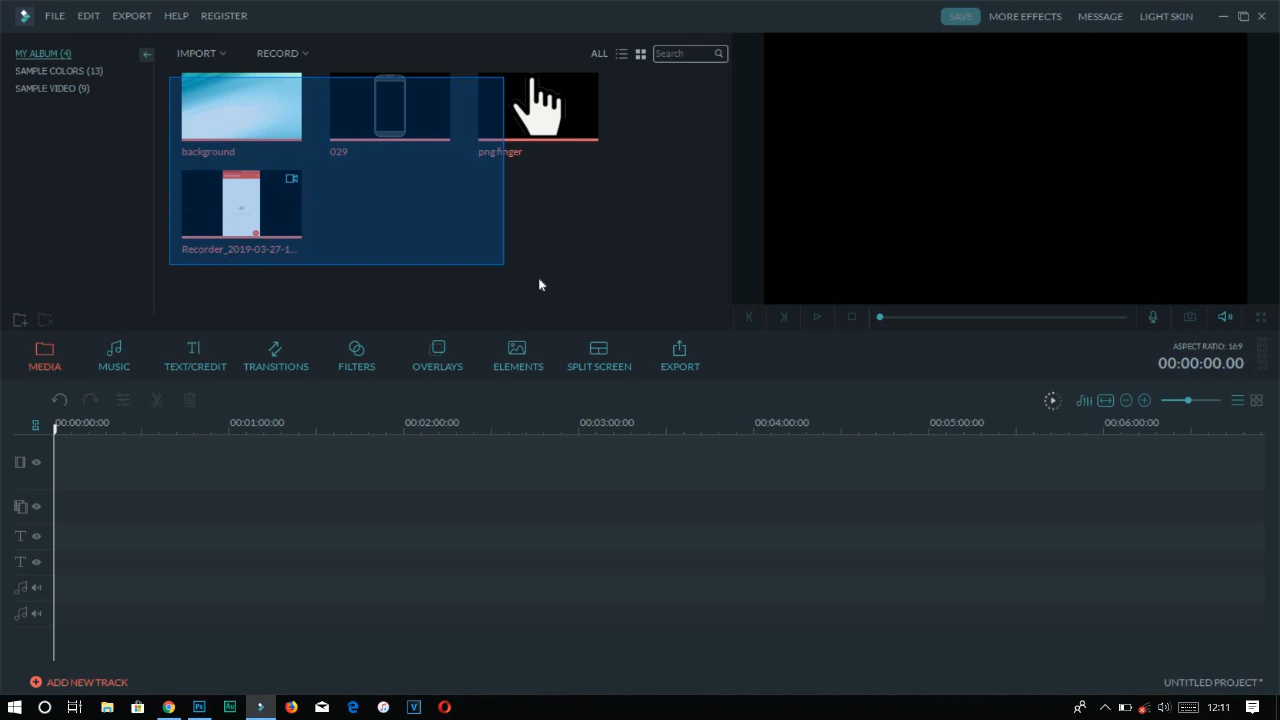 FILE EDIT EXPORT HELP REGISTER SAVE MORE EFFECTS MESSAGE LIGHT SKIN
MY ALBUM (4) IMPORT RECORD ALL Search
SAMPLE COLORS (13)
SAMPLE VIDEO (9)
background 029 png finger
Recorder_2019-03-27-1...
MEDIA MUSIC TEXT/CREDIT TRANSITIONS FILTERS OVERLAYS ELEMENTS SPLIT SCREEN EXPORT
ASPECT RATIO: 16:9
00:00:00.00
00:00:00:00 00:01:00:00 00:02:00:00 00:03:00:00 00:04:00:00 00:05:00:00 00:06:00:00
ADD NEW TRACK UNTITLED PROJECT *
Ps Au V 12:11